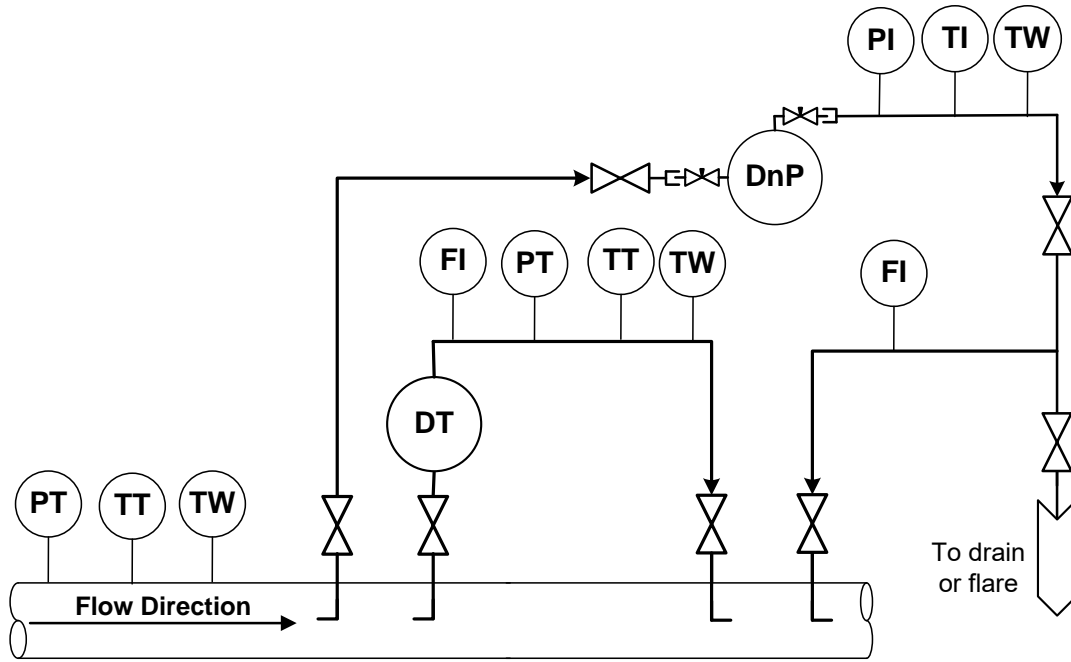 PI
TI
TW
DnP
FI
PT
TT
TW
FI
DT
PT
TT
TW
To drain
or flare
Flow Direction